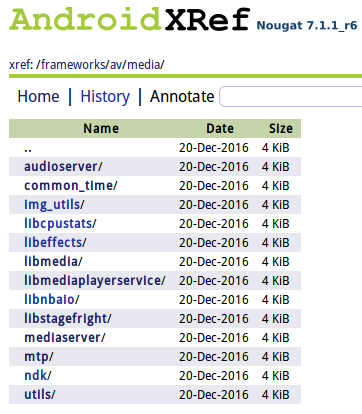 AndroidXRef Nougat 7.1.1_r6
xref: /frameworks/av/media/
Home | History | Annotate
Name Date Size
.. 20-Dec-2016 4 KiB
audioserver/ 20-Dec-2016 4 KiB
common_time/ 20-Dec-2016 4 KiB
img_utils/ 20-Dec-2016 4 KiB
libcpustats/ 20-Dec-2016 4 KiB
libeffects/ 20-Dec-2016 4 KiB
libmedia/ 20-Dec-2016 4 KiB
libmediaplayerservice/ 20-Dec-2016 4 KiB
libnbaio/ 20-Dec-2016 4 KiB
libstagefright/ 20-Dec-2016 4 KiB
mediaserver/ 20-Dec-2016 4 KiB
mtp/ 20-Dec-2016 4 KiB
ndk/ 20-Dec-2016 4 KiB
utils/ 20-Dec-2016 4 KiB